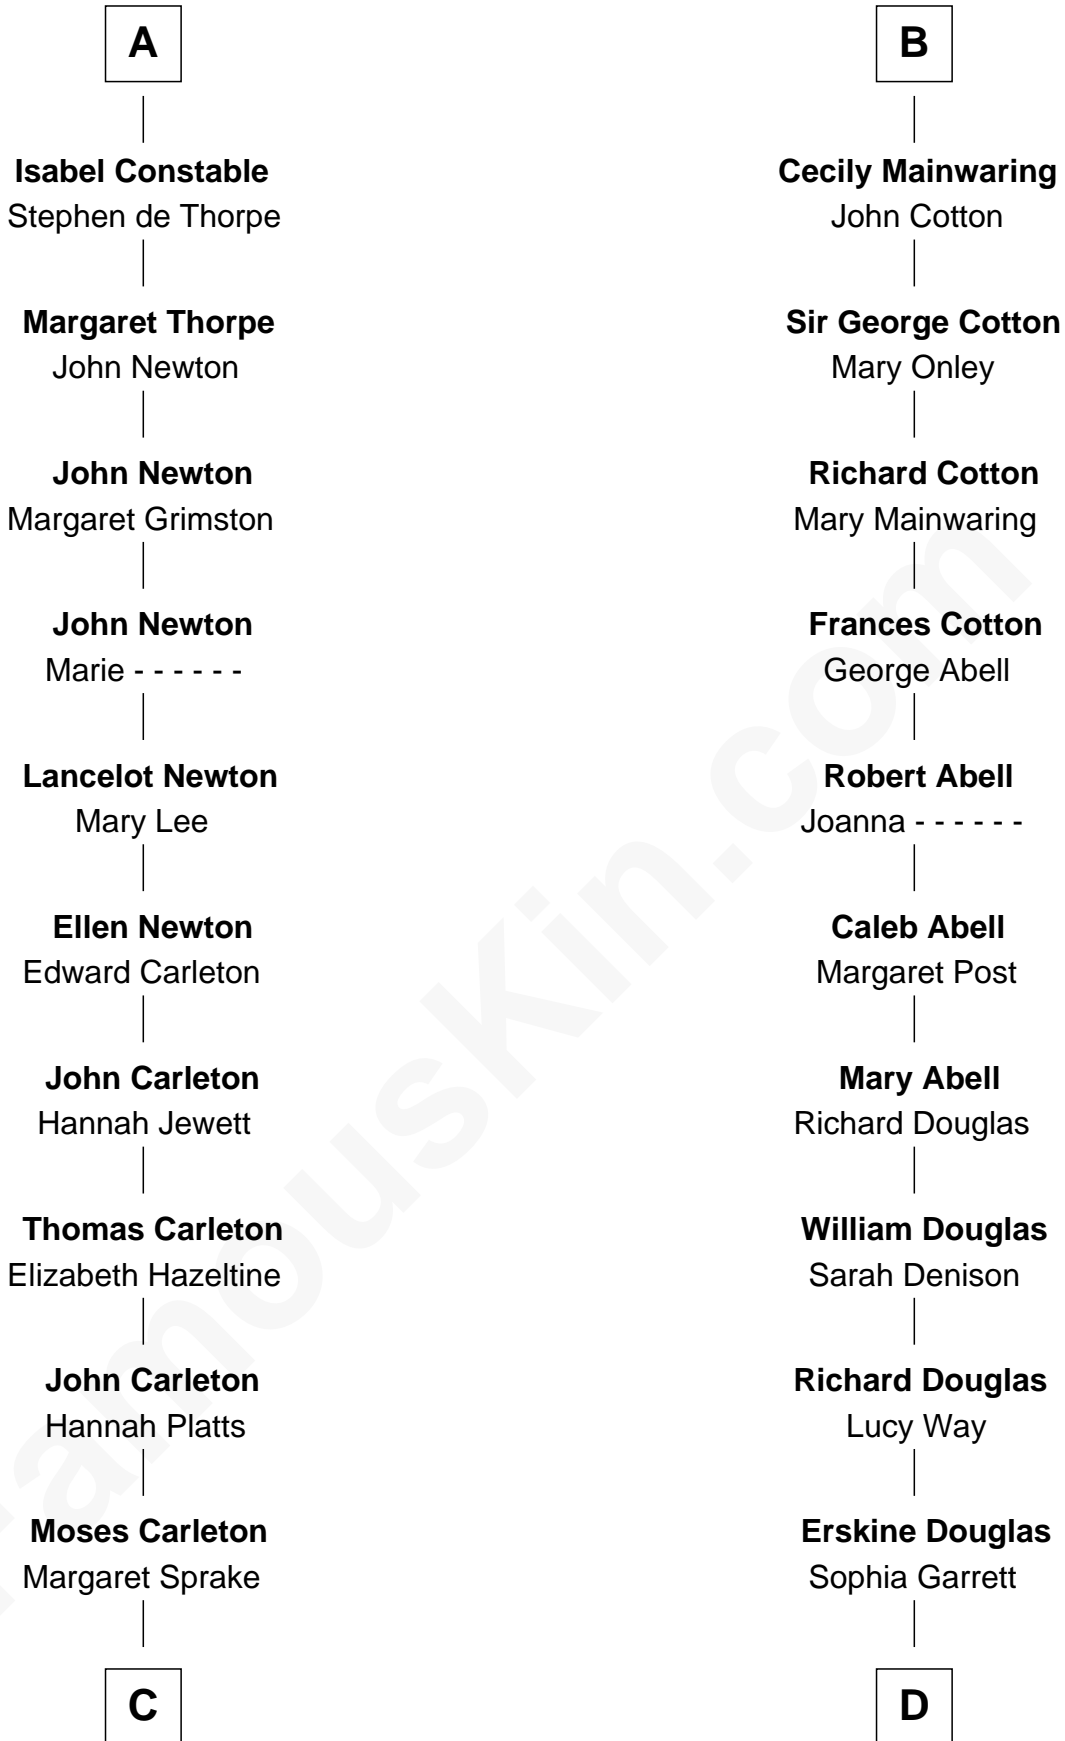 A
Isabel Constable
Stephen de Thorpe
Margaret Thorpe
John Newton
John Newton
Margaret Grimston
John Newton
Marie - - - - - -
Lancelot Newton
Mary Lee
Ellen Newton
Edward Carleton
John Carleton
Hannah Jewett
Thomas Carleton
Elizabeth Hazeltine
John Carleton
Hannah Platts
Moses Carleton
Margaret Sprake
C
B
Cecily Mainwaring
John Cotton
Sir George Cotton
Mary Onley
Richard Cotton
Mary Mainwaring
Frances Cotton
George Abell
Robert Abell
Joanna - - - - - -
Caleb Abell
Margaret Post
Mary Abell
Richard Douglas
William Douglas
Sarah Denison
Richard Douglas
Lucy Way
Erskine Douglas
Sophia Garrett
D
FamousKin.com